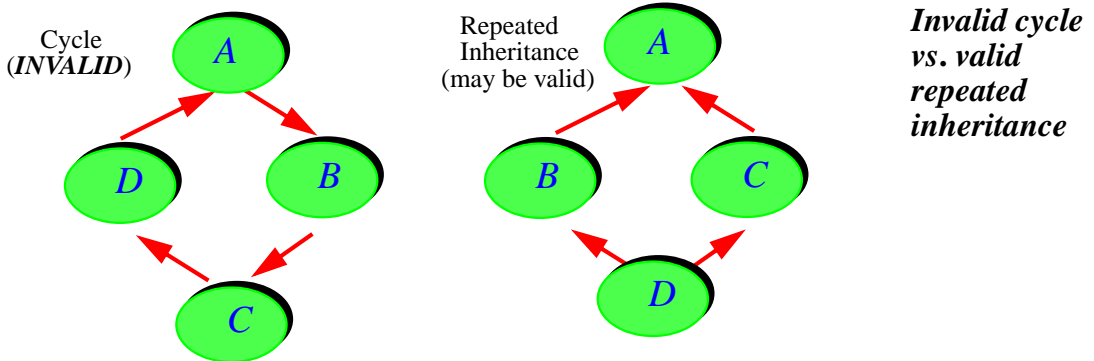 Cycle
(INVALID)
A
D
B
C
Repeated
Inheritance
(may be valid)
A
B
C
D
Invalid cycle
vs. valid
repeated
inheritance